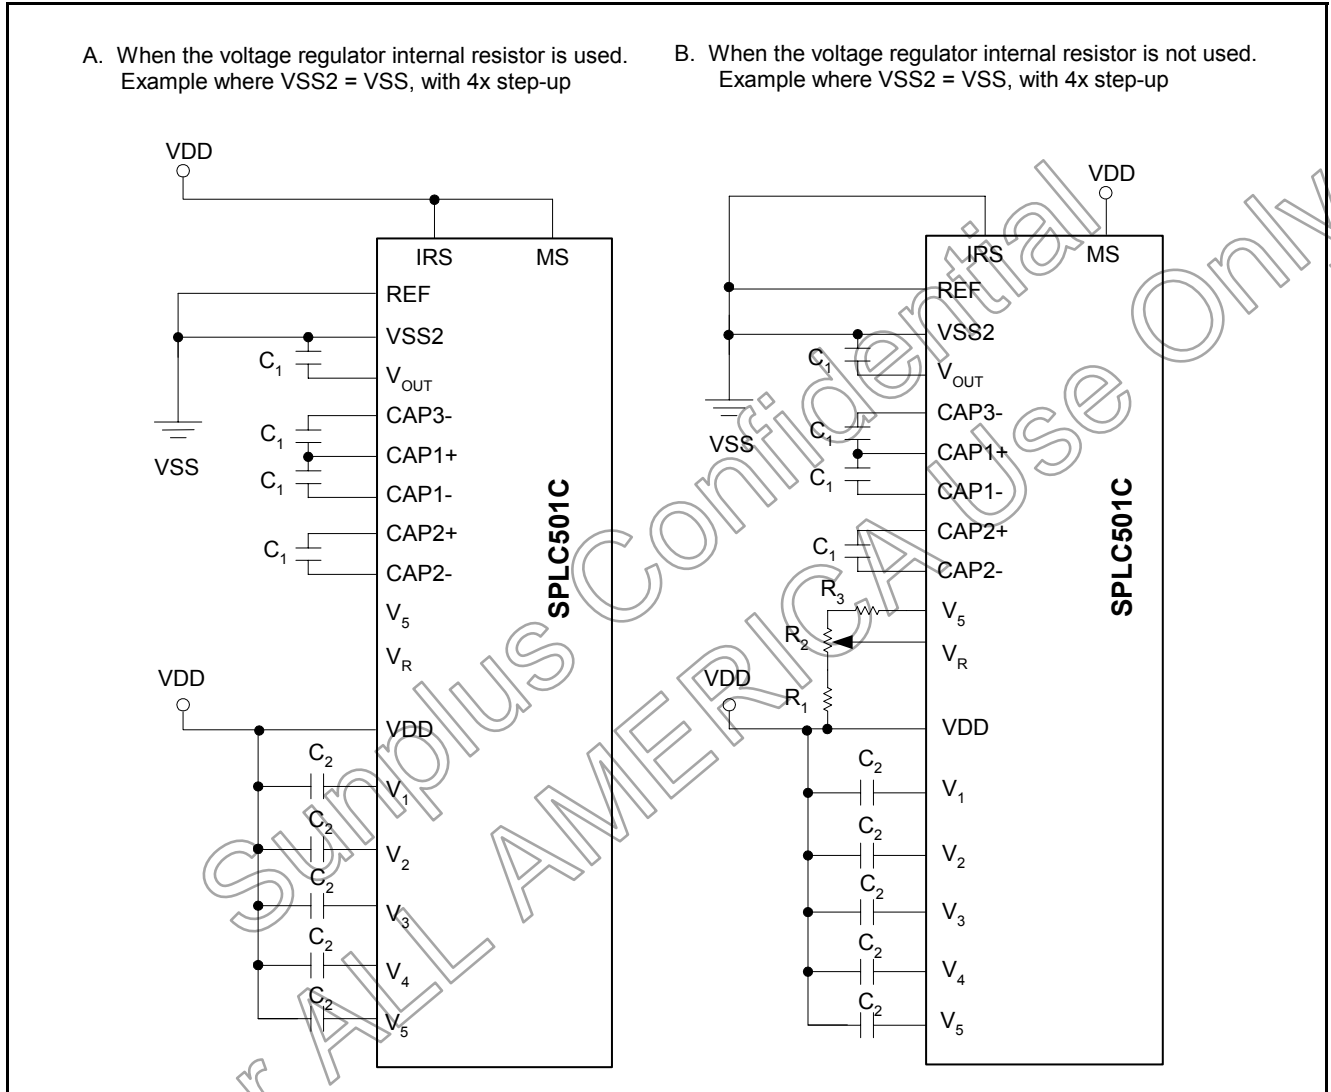 A. When the voltage regulator internal resistor is used.
Example where VSS2 = VSS, with 4x step-up
VDD
IRS
MS
REF
VSS2
C1
VOUT
CAP3-
C1
CAP1+
C1
CAP1-
CAP2+
C1
CAP2-
V5
VR
VDD
VDD
C2
V1
C2
V2
C2
V3
C2
V4
C2
V5
VSS
SPLC501C
B. When the voltage regulator internal resistor is not used.
Example where VSS2 = VSS, with 4x step-up
VDD
IRS
MS
REF
VSS2
C1
VOUT
CAP3-
C1
CAP1+
VSS
C1
CAP1-
CAP2+
C1
CAP2-
R3
V5
R2
VR
VDD
R1
VDD
C2
V1
C2
V2
C2
V3
C2
V4
C2
V5
SPLC501C
Sunplus Confidential
r ALL AMERICA Use Only